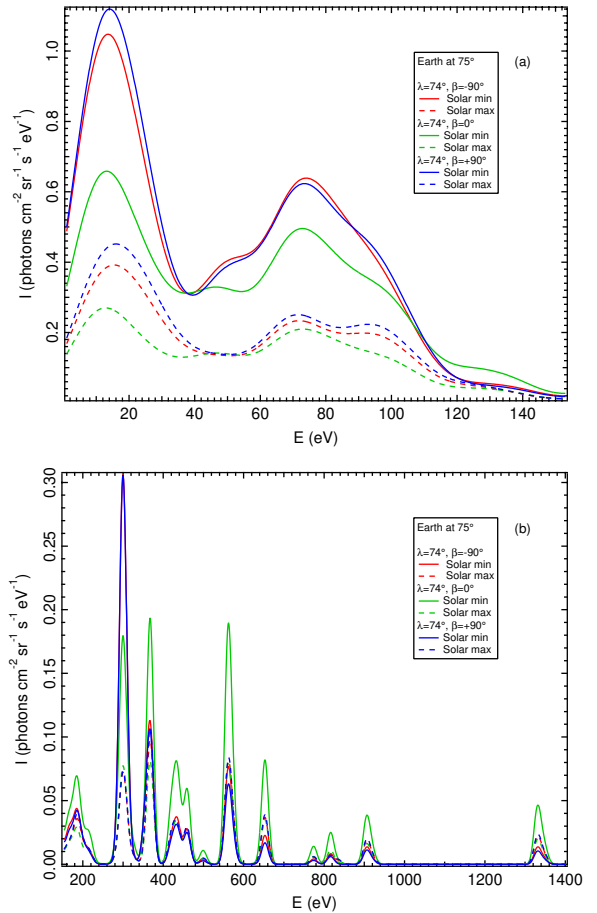 (a)
Earth at 75°
λ=74°, β=-90°
Solar min
Solar max
λ=74°, β=0°
Solar min
Solar max
λ=74°, β=+90°
Solar min
Solar max
I (photons cm⁻² sr⁻¹ s⁻¹ eV⁻¹)
1.0
0.8
0.6
0.4
0.2
20 40 60 80 100 120 140
E (eV)
(b)
Earth at 75°
λ=74°, β=-90°
Solar min
Solar max
λ=74°, β=0°
Solar min
Solar max
λ=74°, β=+90°
Solar min
Solar max
I (photons cm⁻² sr⁻¹ s⁻¹ eV⁻¹)
0.30
0.25
0.20
0.15
0.10
0.05
0.00
200 400 600 800 1000 1200 1400
E (eV)